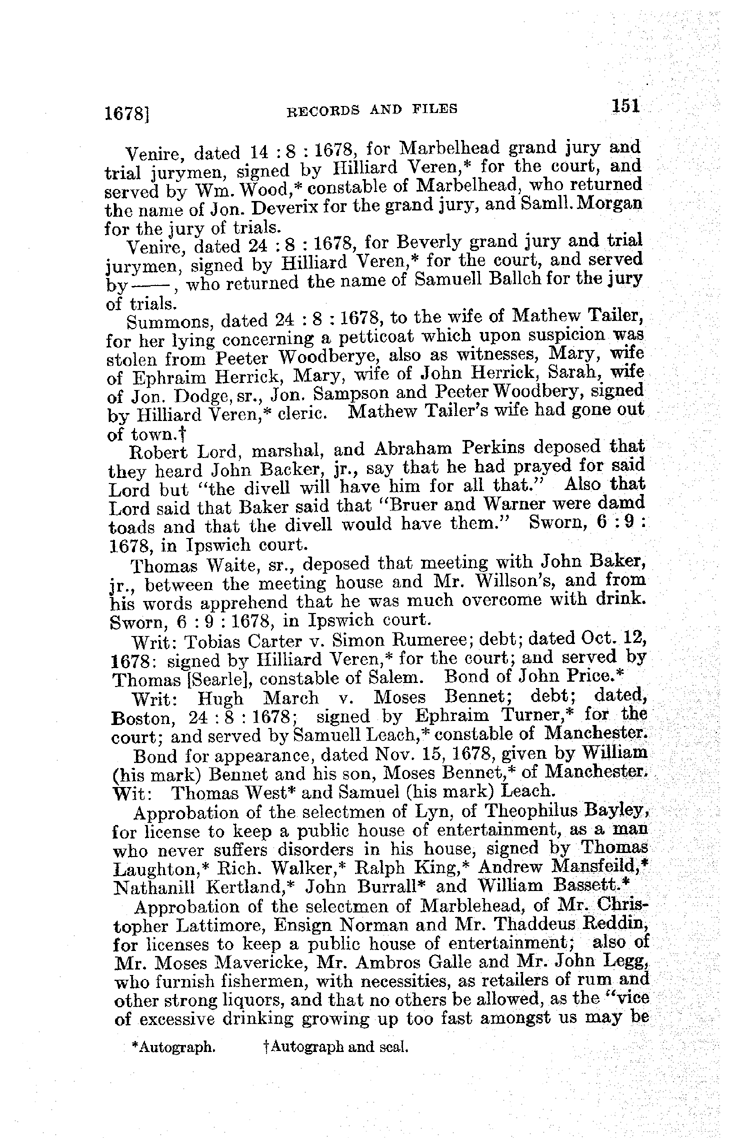 1678] RECORDS AND FILES 151
Venire, dated 14 : 8 : 1678, for Marbelhead grand jury and
trial jurymen, signed by Hilliard Veren,* for the court, and
served by Wm. Wood,* constable of Marbelhead, who returned
the name of Jon. Deverix for the grand jury, and Samll. Morgan
for the jury of trials.
Venire, dated 24 : 8 : 1678, for Beverly grand jury and trial
jurymen, signed by Hilliard Veren,* for the court, and served
by ——, who returned the name of Samuell Ballch for the jury
of trials.
Summons, dated 24 : 8 : 1678, to the wife of Mathew Tailer,
for her lying concerning a petticoat which upon suspicion was
stolen from Peeter Woodberye, also as witnesses, Mary, wife
of Ephraim Herrick, Mary, wife of John Herrick, Sarah, wife
of Jon. Dodge, sr., Jon. Sampson and Peeter Woodbery, signed
by Hilliard Veren,* cleric. Mathew Tailer's wife had gone out
of town.†
Robert Lord, marshal, and Abraham Perkins deposed that
they heard John Backer, jr., say that he had prayed for said
Lord but "the divell will have him for all that." Also that
Lord said that Baker said that "Bruer and Warner were damd
toads and that the divell would have them." Sworn, 6 : 9 :
1678, in Ipswich court.
Thomas Waite, sr., deposed that meeting with John Baker,
jr., between the meeting house and Mr. Willson's, and from
his words apprehend that he was much overcome with drink.
Sworn, 6 : 9 : 1678, in Ipswich court.
Writ: Tobias Carter v. Simon Rumeree; debt; dated Oct. 12,
1678: signed by Hilliard Veren,* for the court; and served by
Thomas [Searle], constable of Salem. Bond of John Price.*
Writ: Hugh March v. Moses Bennet; debt; dated,
Boston, 24 : 8 : 1678; signed by Ephraim Turner,* for the
court; and served by Samuell Leach,* constable of Manchester.
Bond for appearance, dated Nov. 15, 1678, given by William
(his mark) Bennet and his son, Moses Bennet,* of Manchester.
Wit: Thomas West* and Samuel (his mark) Leach.
Approbation of the selectmen of Lyn, of Theophilus Bayley,
for license to keep a public house of entertainment, as a man
who never suffers disorders in his house, signed by Thomas
Laughton,* Rich. Walker,* Ralph King,* Andrew Mansfeild,*
Nathanill Kertland,* John Burrall* and William Bassett.*
Approbation of the selectmen of Marblehead, of Mr. Chris-
topher Lattimore, Ensign Norman and Mr. Thaddeus Reddin,
for licenses to keep a public house of entertainment; also of
Mr. Moses Mavericke, Mr. Ambros Galle and Mr. John Legg,
who furnish fishermen, with necessities, as retailers of rum and
other strong liquors, and that no others be allowed, as the "vice
of excessive drinking growing up too fast amongst us may be
*Autograph. †Autograph and seal.